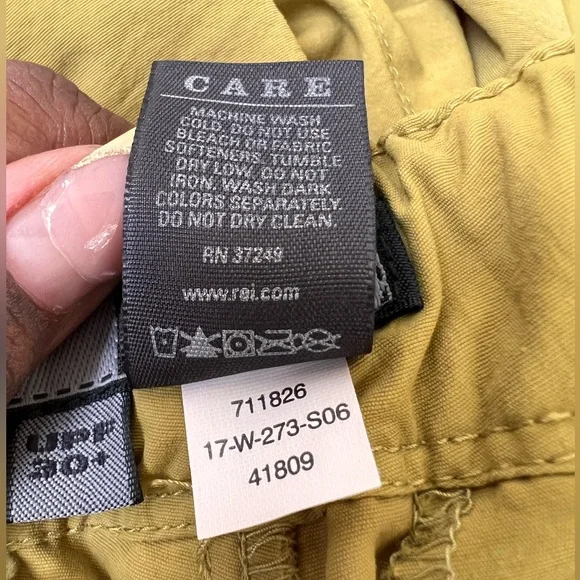 CARE
MACHINE WASH
COLD. DO NOT USE
BLEACH OR FABRIC
SOFTENERS. TUMBLE
DRY LOW. DO NOT
IRON. WASH DARK
COLORS SEPARATELY.
DO NOT DRY CLEAN.
RN 37249
www.rei.com
711826
17-W-273-S06
41809
UPF
30+